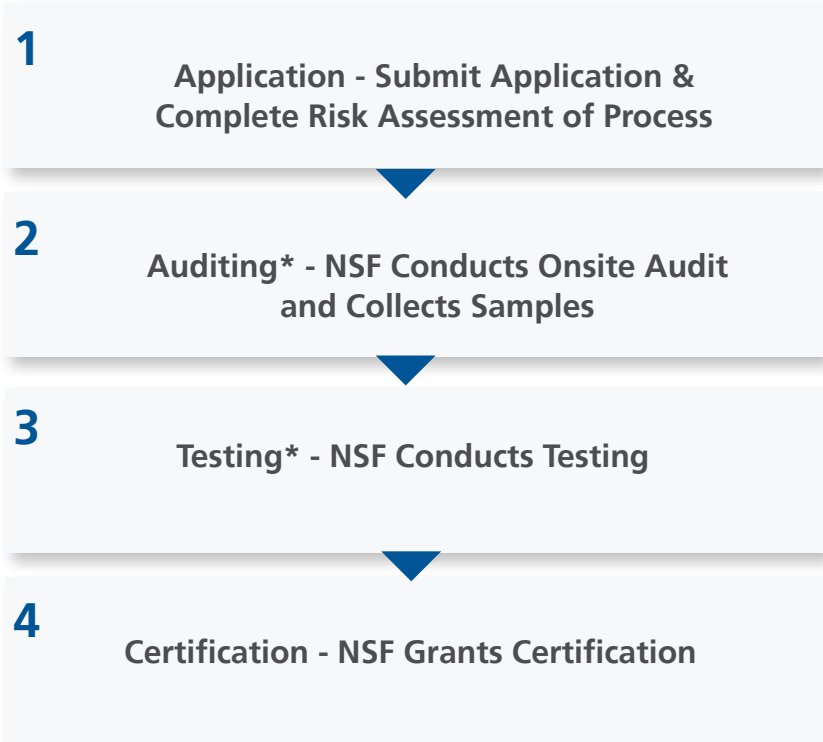 1
Application - Submit Application &
Complete Risk Assessment of Process
2
Auditing* - NSF Conducts Onsite Audit
and Collects Samples
3
Testing* - NSF Conducts Testing
4
Certification - NSF Grants Certification